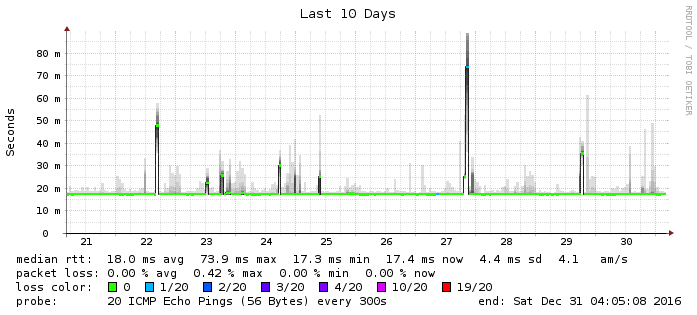 Last 10 Days
RRDTOOL / TOBI OETIKER
Seconds
80 m
70 m
60 m
50 m
40 m
30 m
20 m
10 m
0
21 22 23 24 25 26 27 28 29 30
median rtt: 18.0 ms avg 73.9 ms max 17.3 ms min 17.4 ms now 4.4 ms sd 4.1 am/s
packet loss: 0.00 % avg 0.42 % max 0.00 % min 0.00 % now
loss color: 0 1/20 2/20 3/20 4/20 10/20 19/20
probe: 20 ICMP Echo Pings (56 Bytes) every 300s end: Sat Dec 31 04:05:08 2016